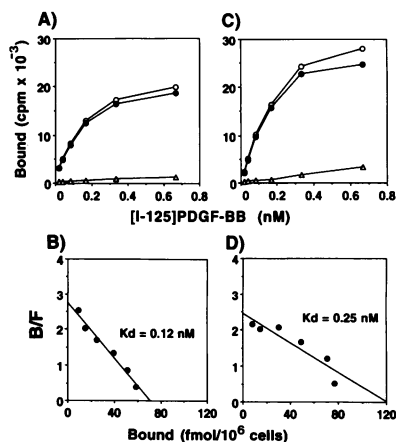 A)
C)
Bound (cpm x 10⁻³)
30
20
10
0
0 0.2 0.4 0.6 0.8
30
20
10
0
0 0.2 0.4 0.6 0.8
[I-125]PDGF-BB (nM)
B)
D)
B/F
4
3
2
1
0
Kd = 0.12 nM
0 40 80 120
4
3
2
1
0
Kd = 0.25 nM
0 40 80 120
Bound (fmol/10⁶ cells)